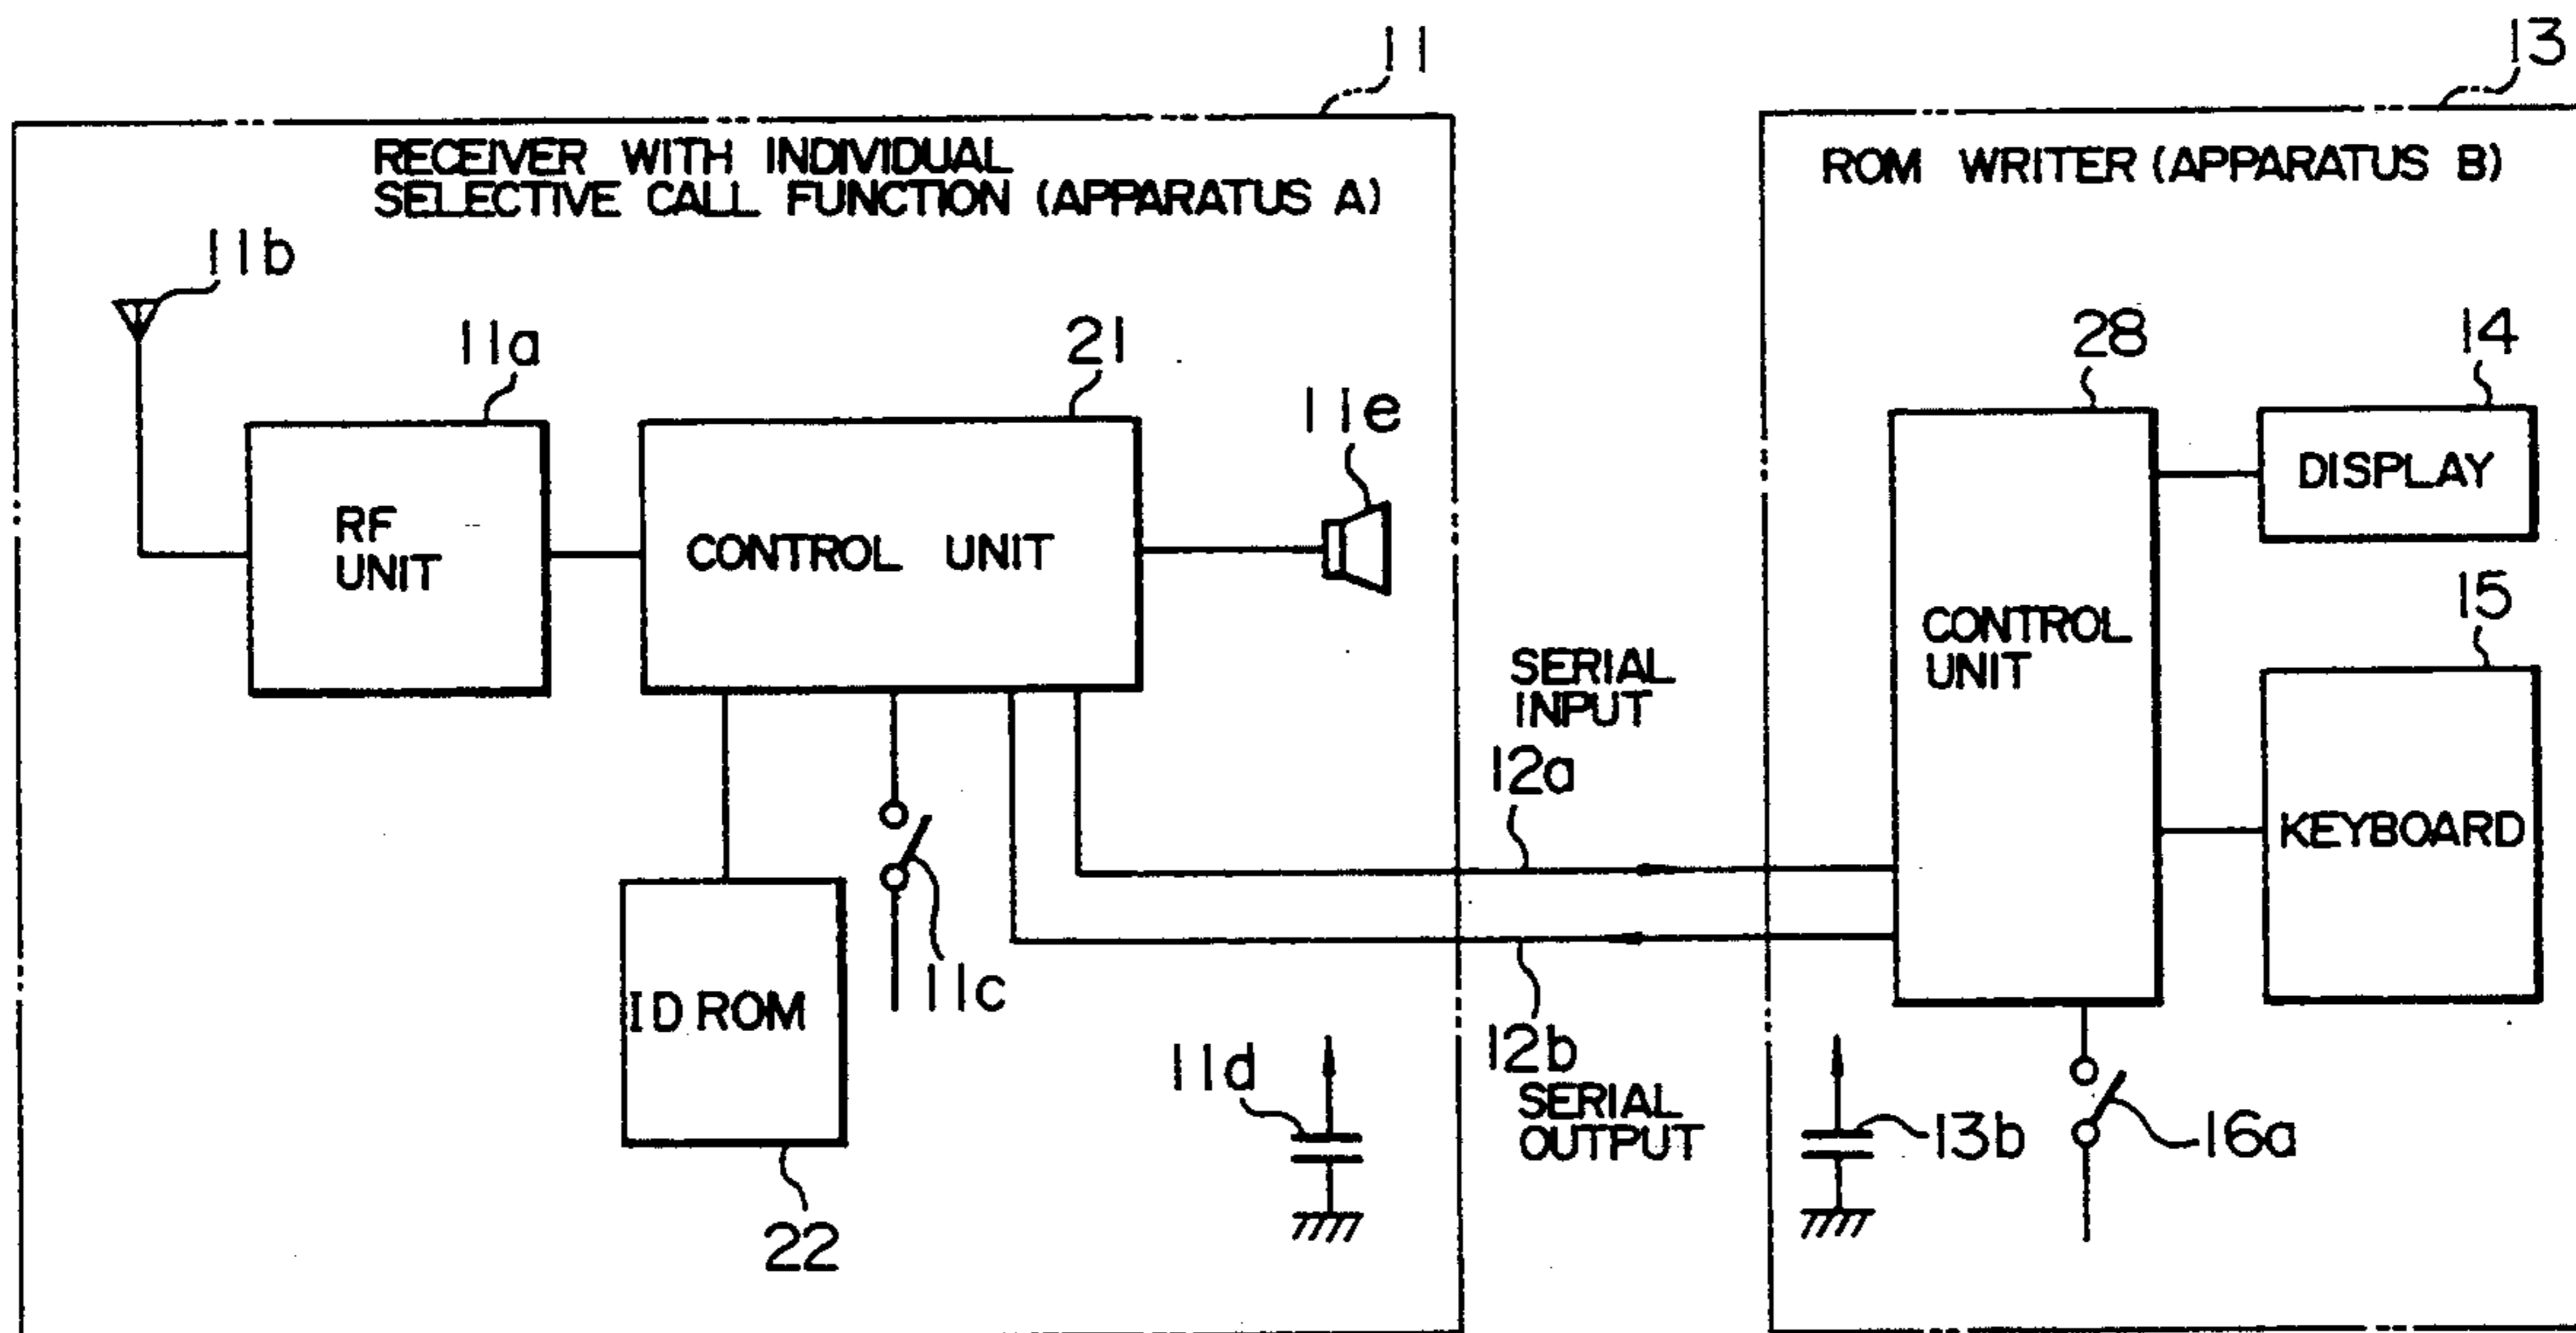 11
13
RECEIVER WITH INDIVIDUAL
SELECTIVE CALL FUNCTION (APPARATUS A)
ROM WRITER (APPARATUS B)
11b
11a
21
11e
28
14
RF
UNIT
CONTROL UNIT
DISPLAY
15
CONTROL
UNIT
SERIAL
INPUT
12a
KEYBOARD
ID ROM
11c
11d
12b
SERIAL
OUTPUT
13b
16a
22